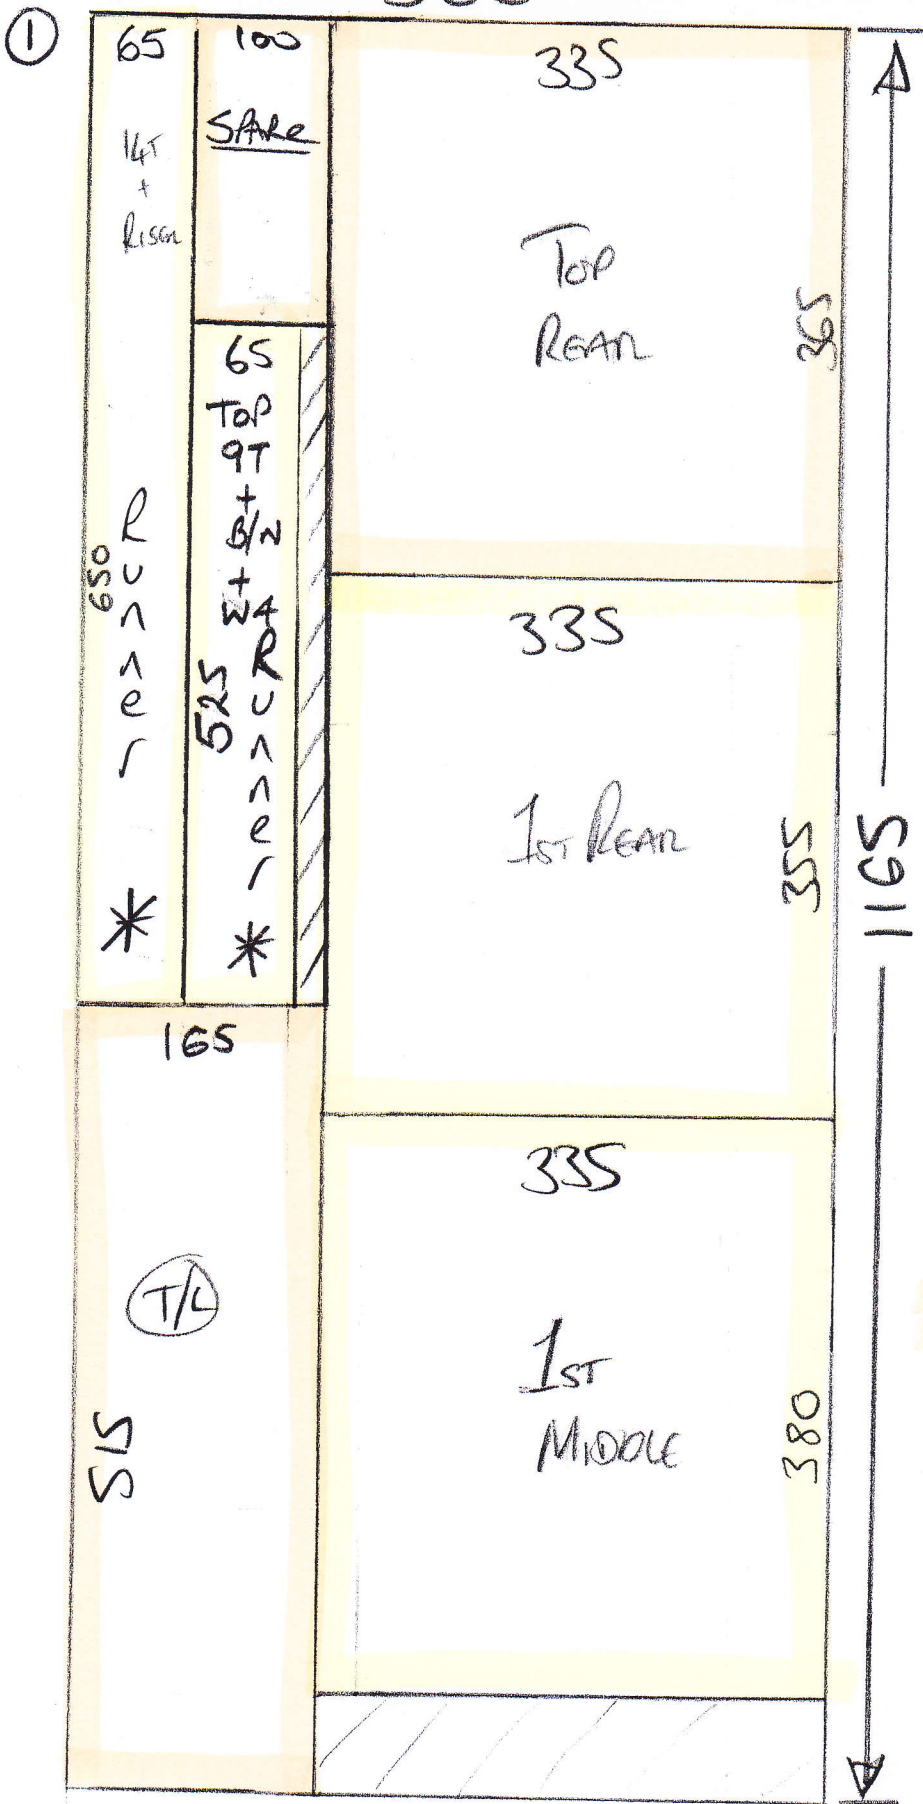 ①
65
14T
+
Riser
650
Runner
*
100
SPARe
65
TOP
9T
+
B/N
+
W4
525
Runner
*
335
TOP
REAR
365
335
1ST REAR
355
335
1ST
MIDDLE
380
1165
165
T/L
515